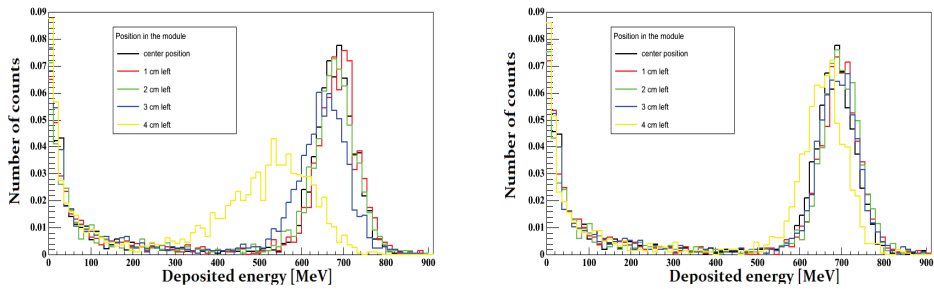 0.09
0.08
0.07
0.06
0.05
0.04
0.03
0.02
0.01
0
Number of counts
Position in the module
center position
1 cm left
2 cm left
3 cm left
4 cm left
0 100 200 300 400 500 600 700 800 900
Deposited energy [MeV]
0.09
0.08
0.07
0.06
0.05
0.04
0.03
0.02
0.01
0
Number of counts
Position in the module
center position
1 cm left
2 cm left
3 cm left
4 cm left
0 100 200 300 400 500 600 700 800 900
Deposited energy [MeV]